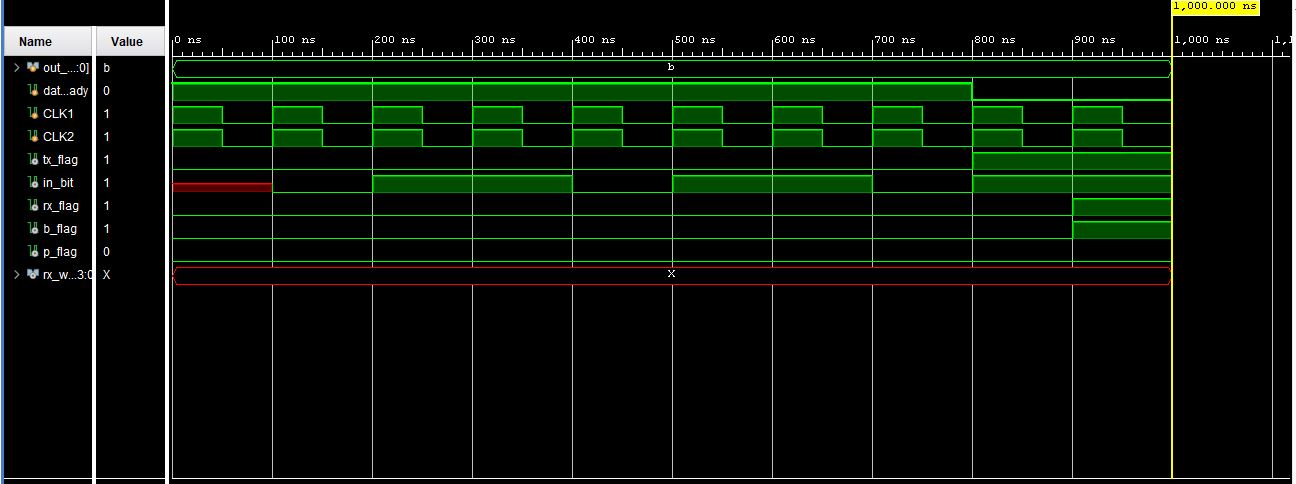 1,000.000 ns
Name Value 0 ns 100 ns 200 ns 300 ns 400 ns 500 ns 600 ns 700 ns 800 ns 900 ns 1,000 ns 1,1
out_...:0] b b
dat...ady 0
CLK1 1
CLK2 1
tx_flag 1
in_bit 1
rx_flag 1
b_flag 1
p_flag 0
rx_w...3:0 X X